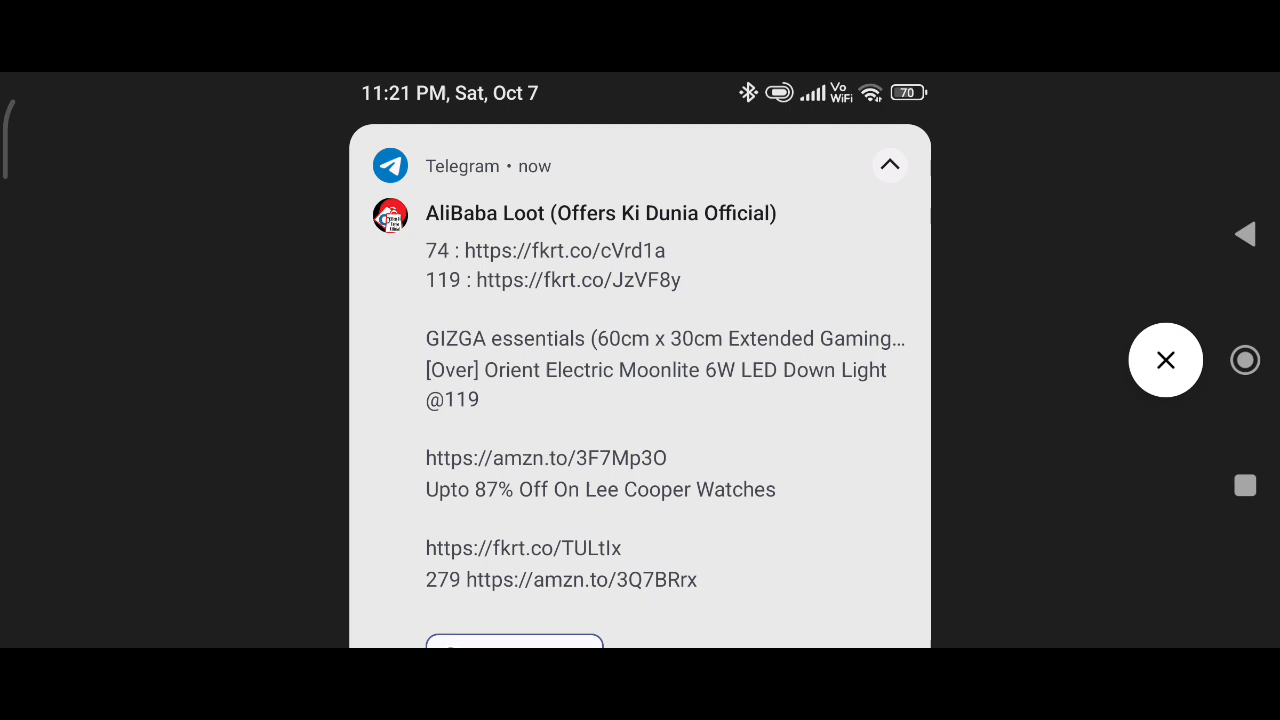 11:21 PM, Sat, Oct 7
Vo
WiFi
70
Telegram • now
AliBaba Loot (Offers Ki Dunia Official)
74 : https://fkrt.co/cVrd1a
119 : https://fkrt.co/JzVF8y
GIZGA essentials (60cm x 30cm Extended Gaming...
[Over] Orient Electric Moonlite 6W LED Down Light
@119
https://amzn.to/3F7Mp3O
Upto 87% Off On Lee Cooper Watches
https://fkrt.co/TULtIx
279 https://amzn.to/3Q7BRrx